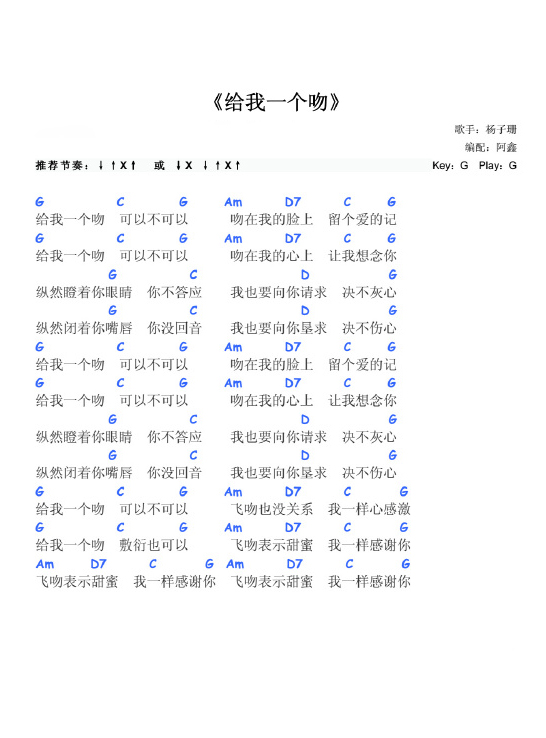 《给我一个吻》
歌手：杨子珊
编配：阿鑫
推荐节奏：↓ ↑X↑ 或 ↓X ↓↑X↑ Key：G Play：G
G C G Am D7 C G
给我一个吻 可以不可以 吻在我的脸上 留个爱的记
G C G Am D7 C G
给我一个吻 可以不可以 吻在我的心上 让我想念你
G C D G
纵然瞪着你眼睛 你不答应 我也要向你请求 决不灰心
G C D G
纵然闭着你嘴唇 你没回音 我也要向你恳求 决不伤心
G C G Am D7 C G
给我一个吻 可以不可以 吻在我的脸上 留个爱的记
G C G Am D7 C G
给我一个吻 可以不可以 吻在我的心上 让我想念你
G C D G
纵然瞪着你眼睛 你不答应 我也要向你请求 决不灰心
G C D G
纵然闭着你嘴唇 你没回音 我也要向你恳求 决不伤心
G C G Am D7 C G
给我一个吻 可以不可以 飞吻也没关系 我一样心感激
G C G Am D7 C G
给我一个吻 敷衍也可以 飞吻表示甜蜜 我一样感谢你
Am D7 C G Am D7 C G
飞吻表示甜蜜 我一样感谢你 飞吻表示甜蜜 我一样感谢你